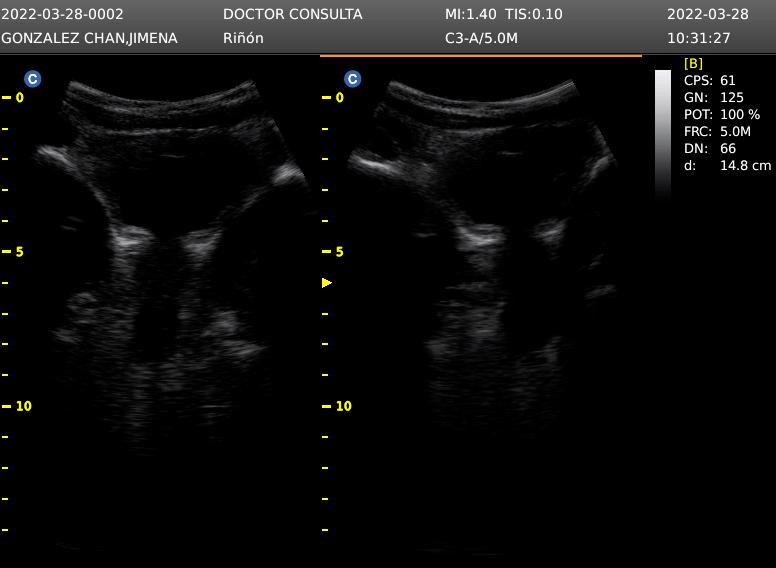 2022-03-28-0002 DOCTOR CONSULTA MI:1.40 TIS:0.10 2022-03-28
GONZALEZ CHAN,JIMENA Riñón C3-A/5.0M 10:31:27
C C
[B]
CPS: 61
GN: 125
POT: 100 %
FRC: 5.0M
DN: 66
d: 14.8 cm
0 0
5 5
10 10